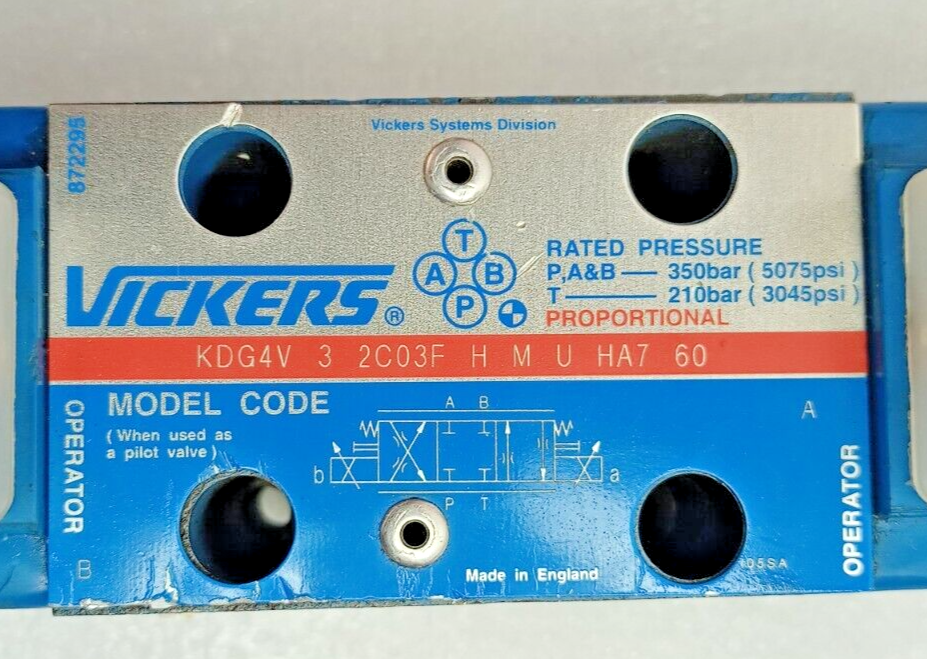 872295
Vickers Systems Division
T
A B
P
VICKERS ®
RATED PRESSURE
P,A&B — 350bar ( 5075psi )
T — 210bar ( 3045psi )
PROPORTIONAL
KDG4V 3 2C03F H M U HA7 60
MODEL CODE
(When used as
a pilot valve)
OPERATOR
B
A B
b a
P T
A
OPERATOR
Made in England